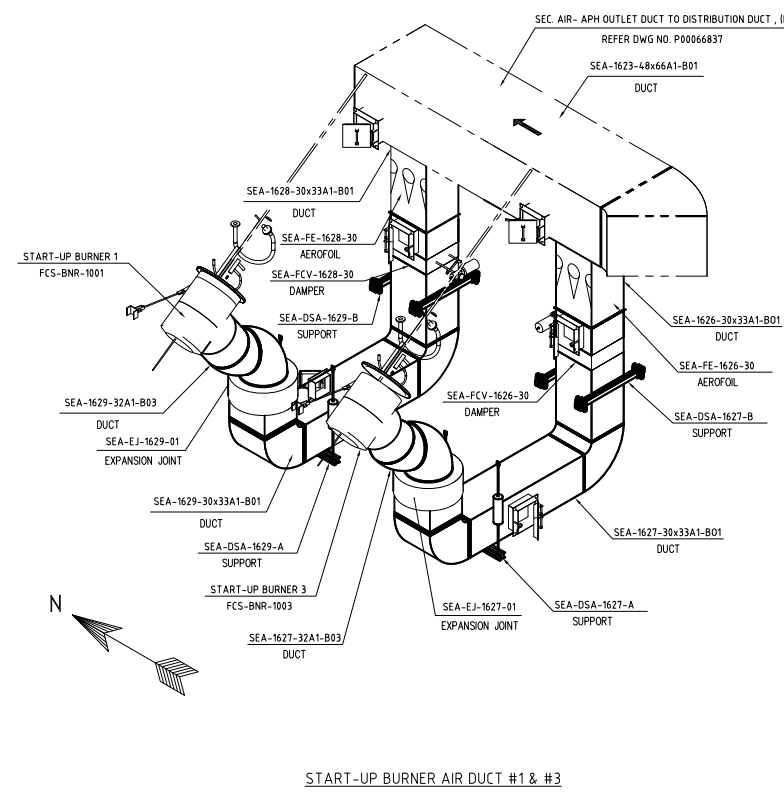 SEC. AIR- APH OUTLET DUCT TO DISTRIBUTION DUCT , (
REFER DWG NO. P00066837
SEA-1623-48x66A1-B01
DUCT
SEA-1628-30x33A1-B01
DUCT
SEA-FE-1628-30
AEROFOIL
START-UP BURNER 1
FCS-BNR-1001
SEA-FCV-1628-30
DAMPER
SEA-DSA-1629-B
SUPPORT
SEA-1626-30x33A1-B01
DUCT
SEA-FE-1626-30
AEROFOIL
SEA-FCV-1626-30
DAMPER
SEA-1629-32A1-B03
DUCT
SEA-DSA-1627-B
SUPPORT
SEA-EJ-1629-01
EXPANSION JOINT
SEA-1629-30x33A1-B01
DUCT
SEA-1627-30x33A1-B01
DUCT
SEA-DSA-1629-A
SUPPORT
START-UP BURNER 3
FCS-BNR-1003
SEA-EJ-1627-01
EXPANSION JOINT
SEA-DSA-1627-A
SUPPORT
N
SEA-1627-32A1-B03
DUCT
START-UP BURNER AIR DUCT #1 & #3